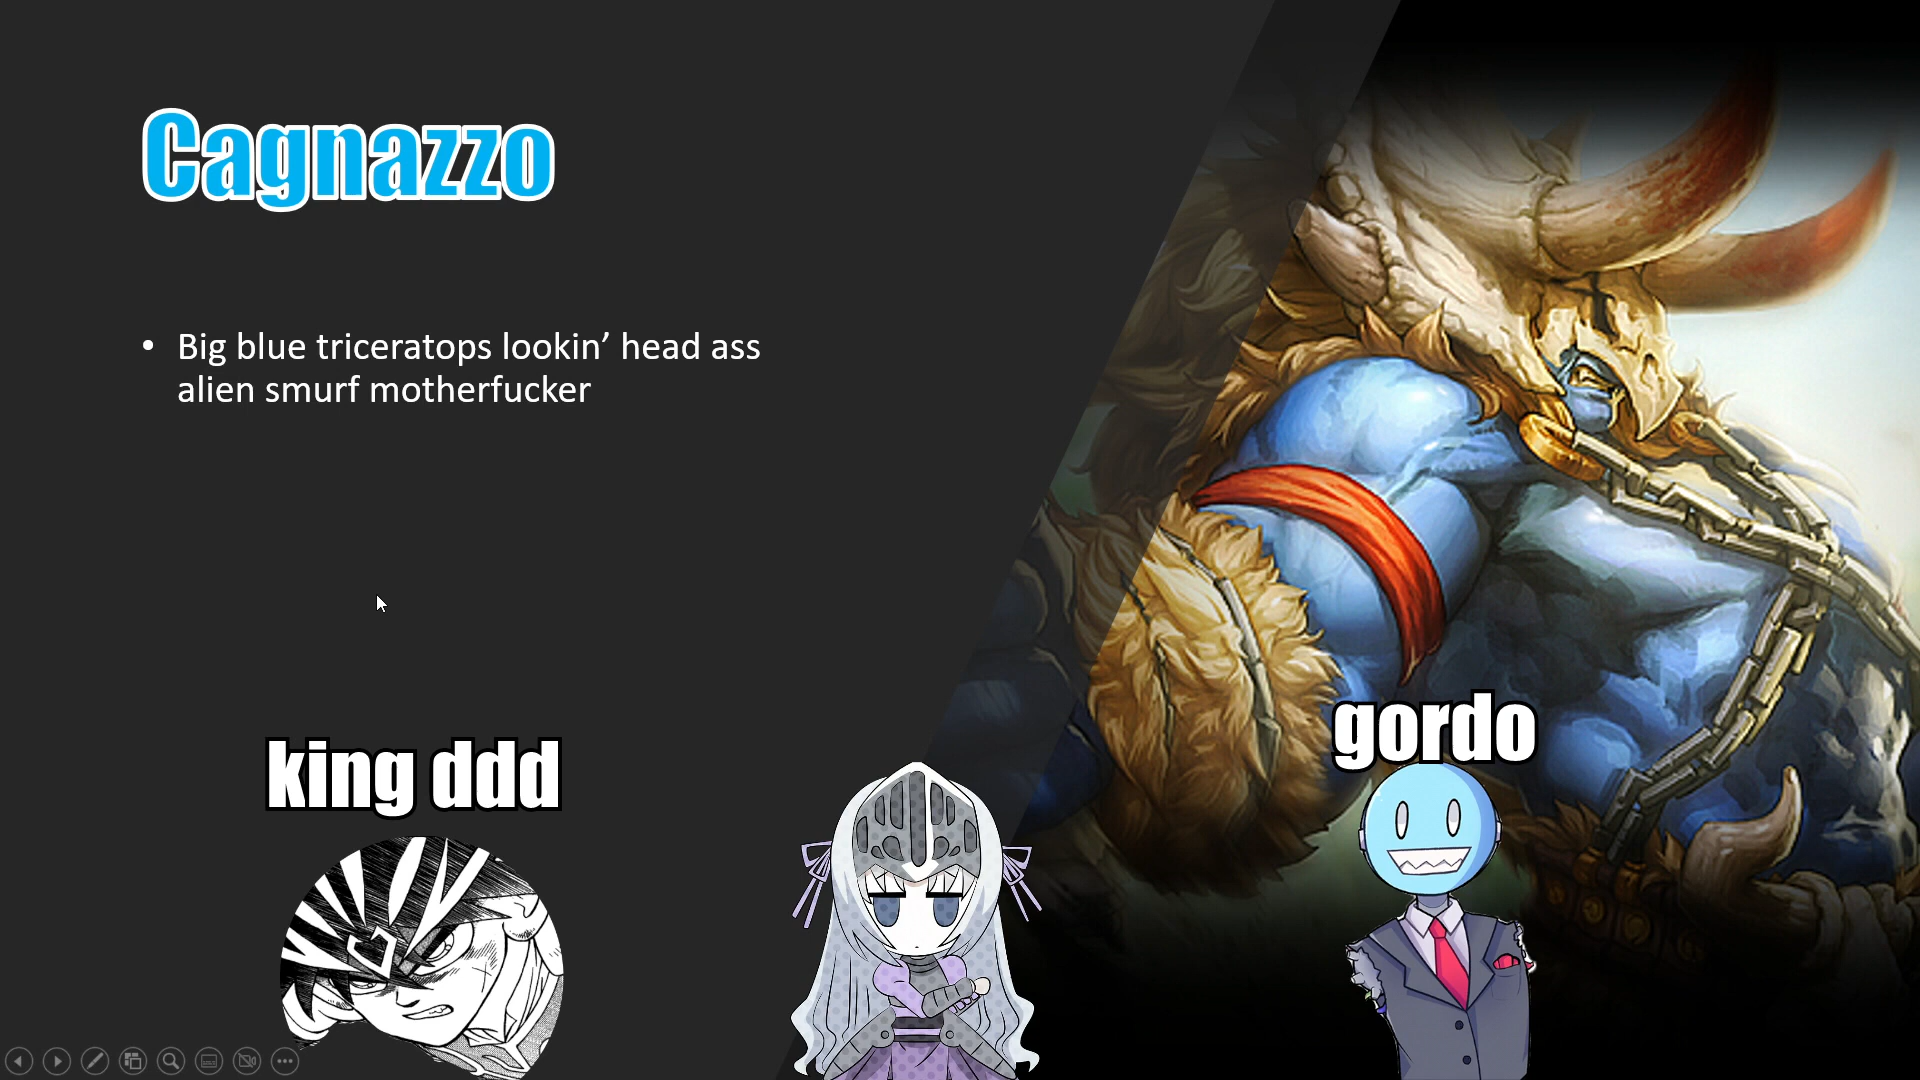 Cagnazzo
• Big blue triceratops lookin’ head ass
alien smurf motherfucker
king ddd
gordo